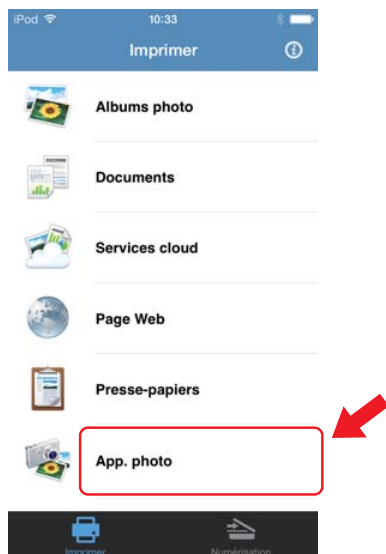 iPod 10:33
Imprimer
Albums photo
Documents
Services cloud
Page Web
Presse-papiers
App. photo
Imprimer Numérisation